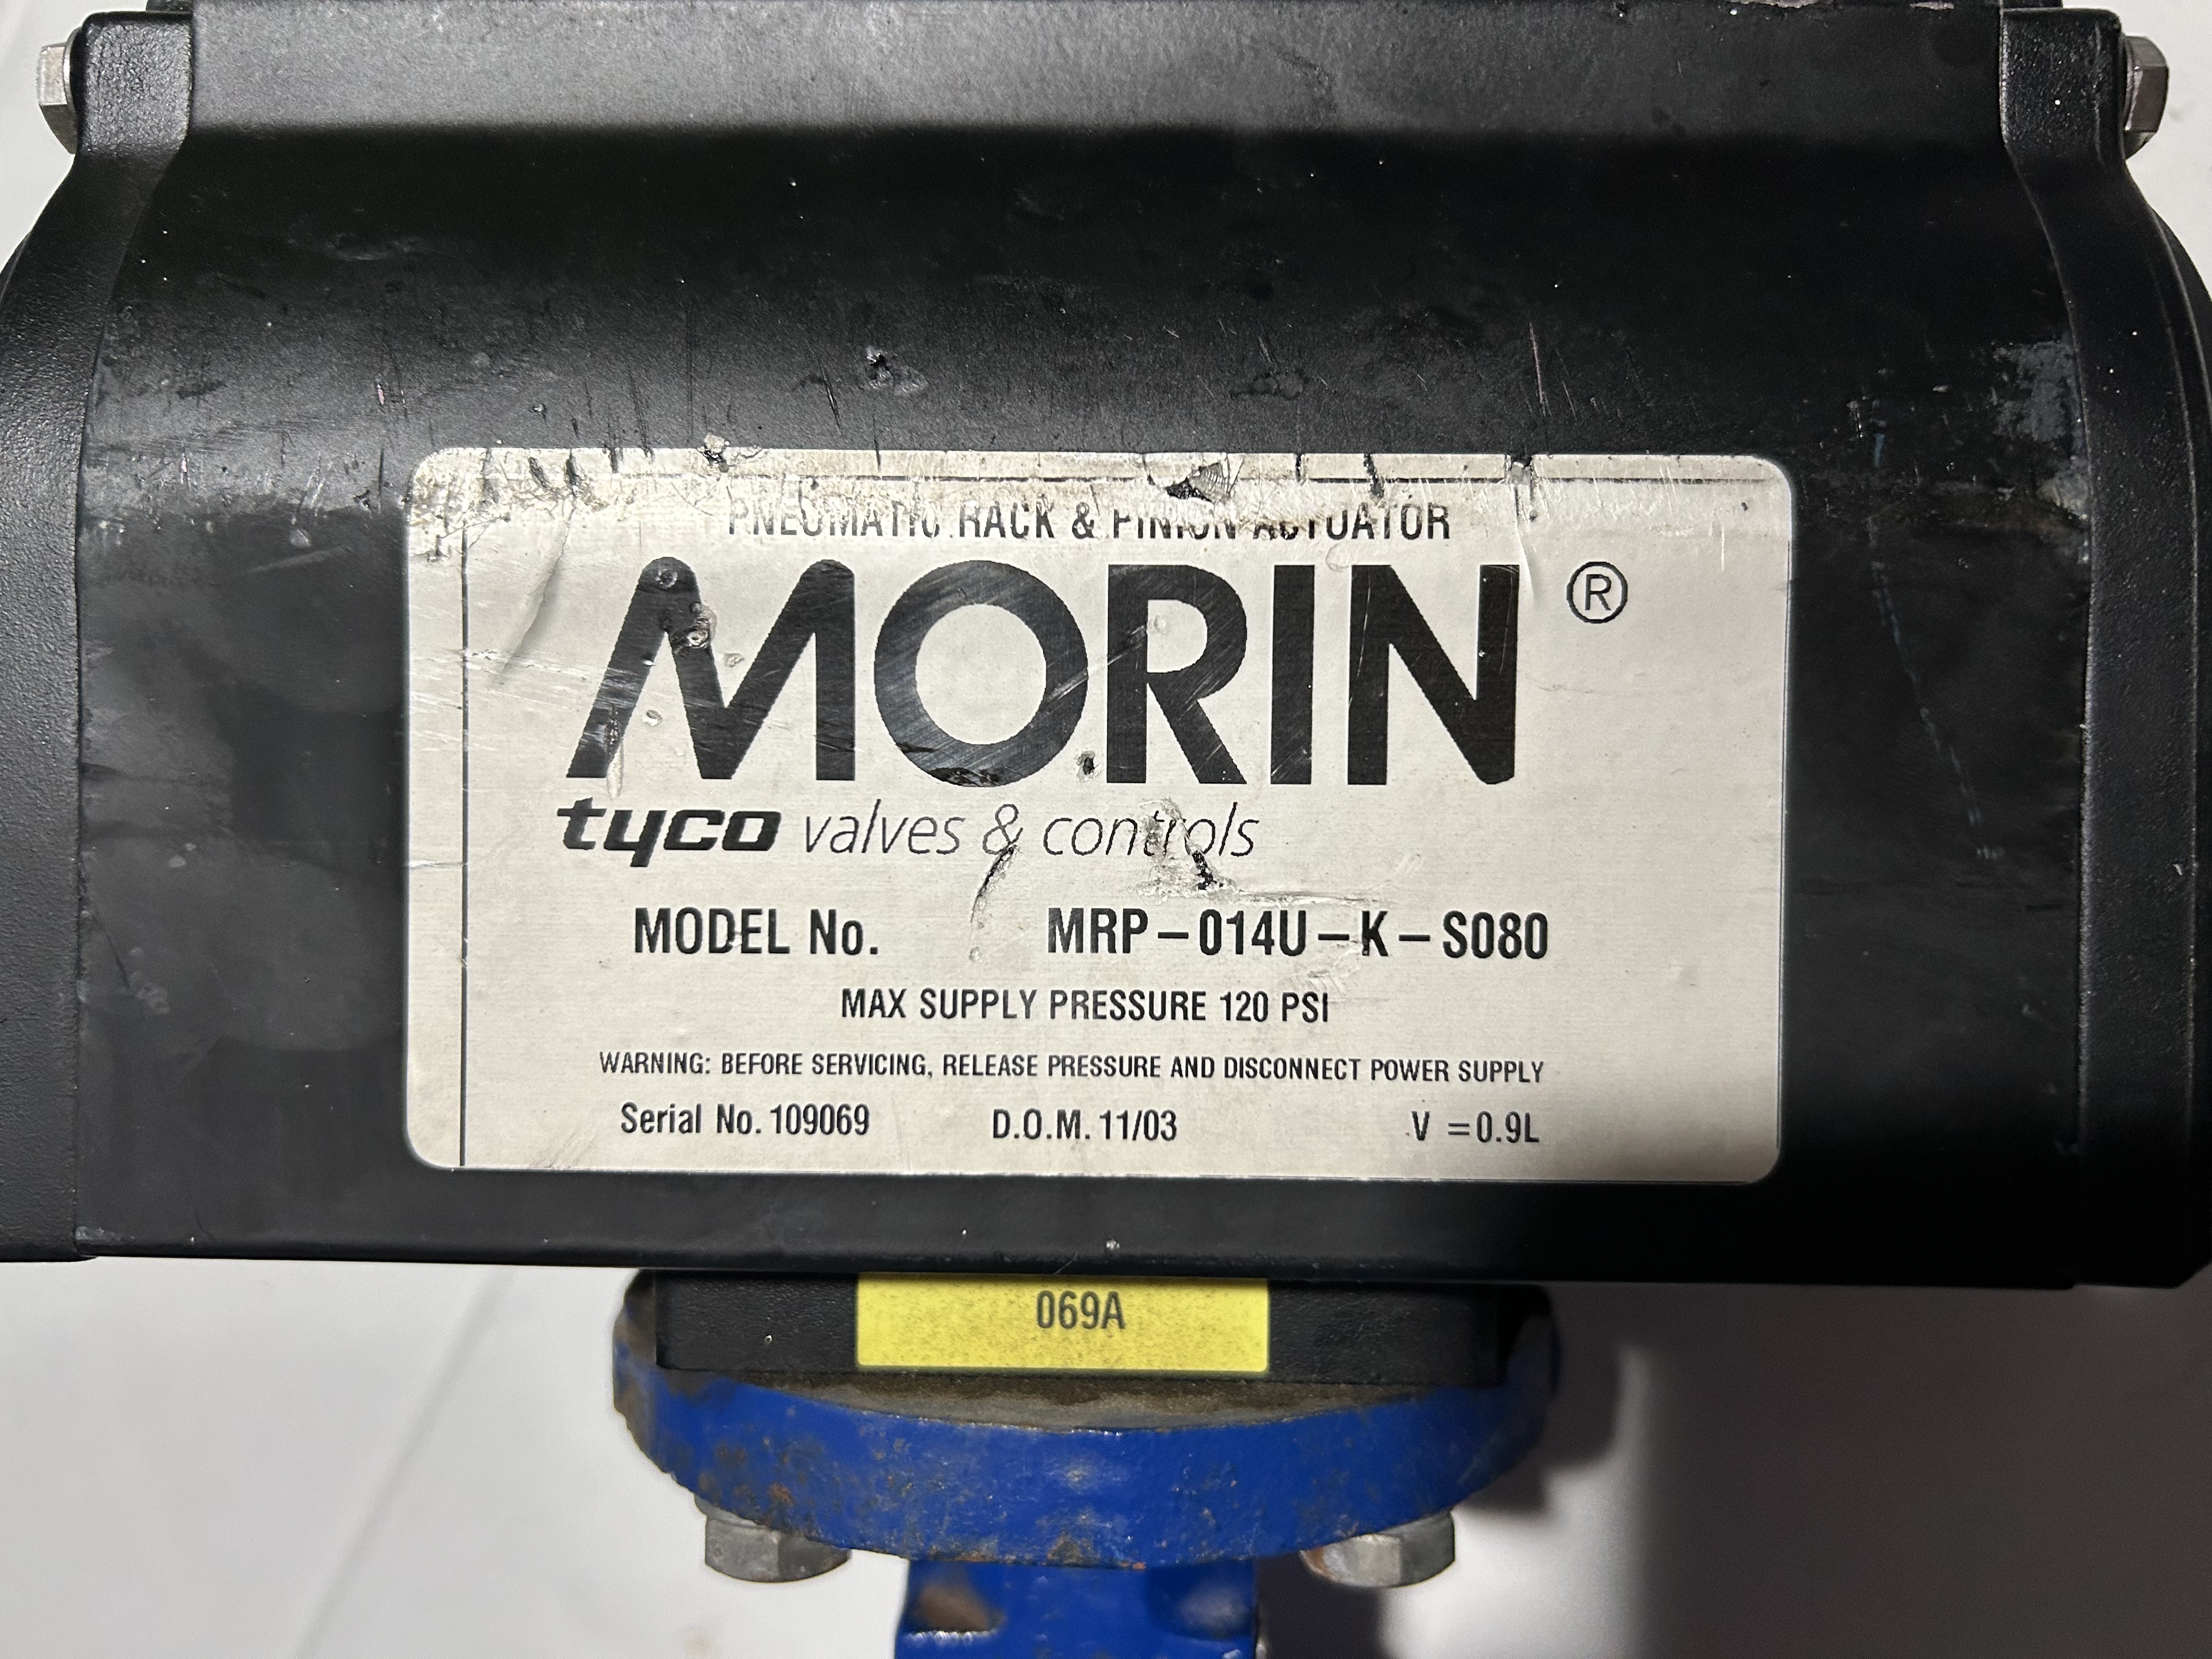 PNEUMATIC RACK & PINION ACTUATOR
MORIN ®
tyco valves & controls
MODEL No. MRP-014U-K-S080
MAX SUPPLY PRESSURE 120 PSI
WARNING: BEFORE SERVICING, RELEASE PRESSURE AND DISCONNECT POWER SUPPLY
Serial No. 109069 D.O.M. 11/03 V =0.9L
069A